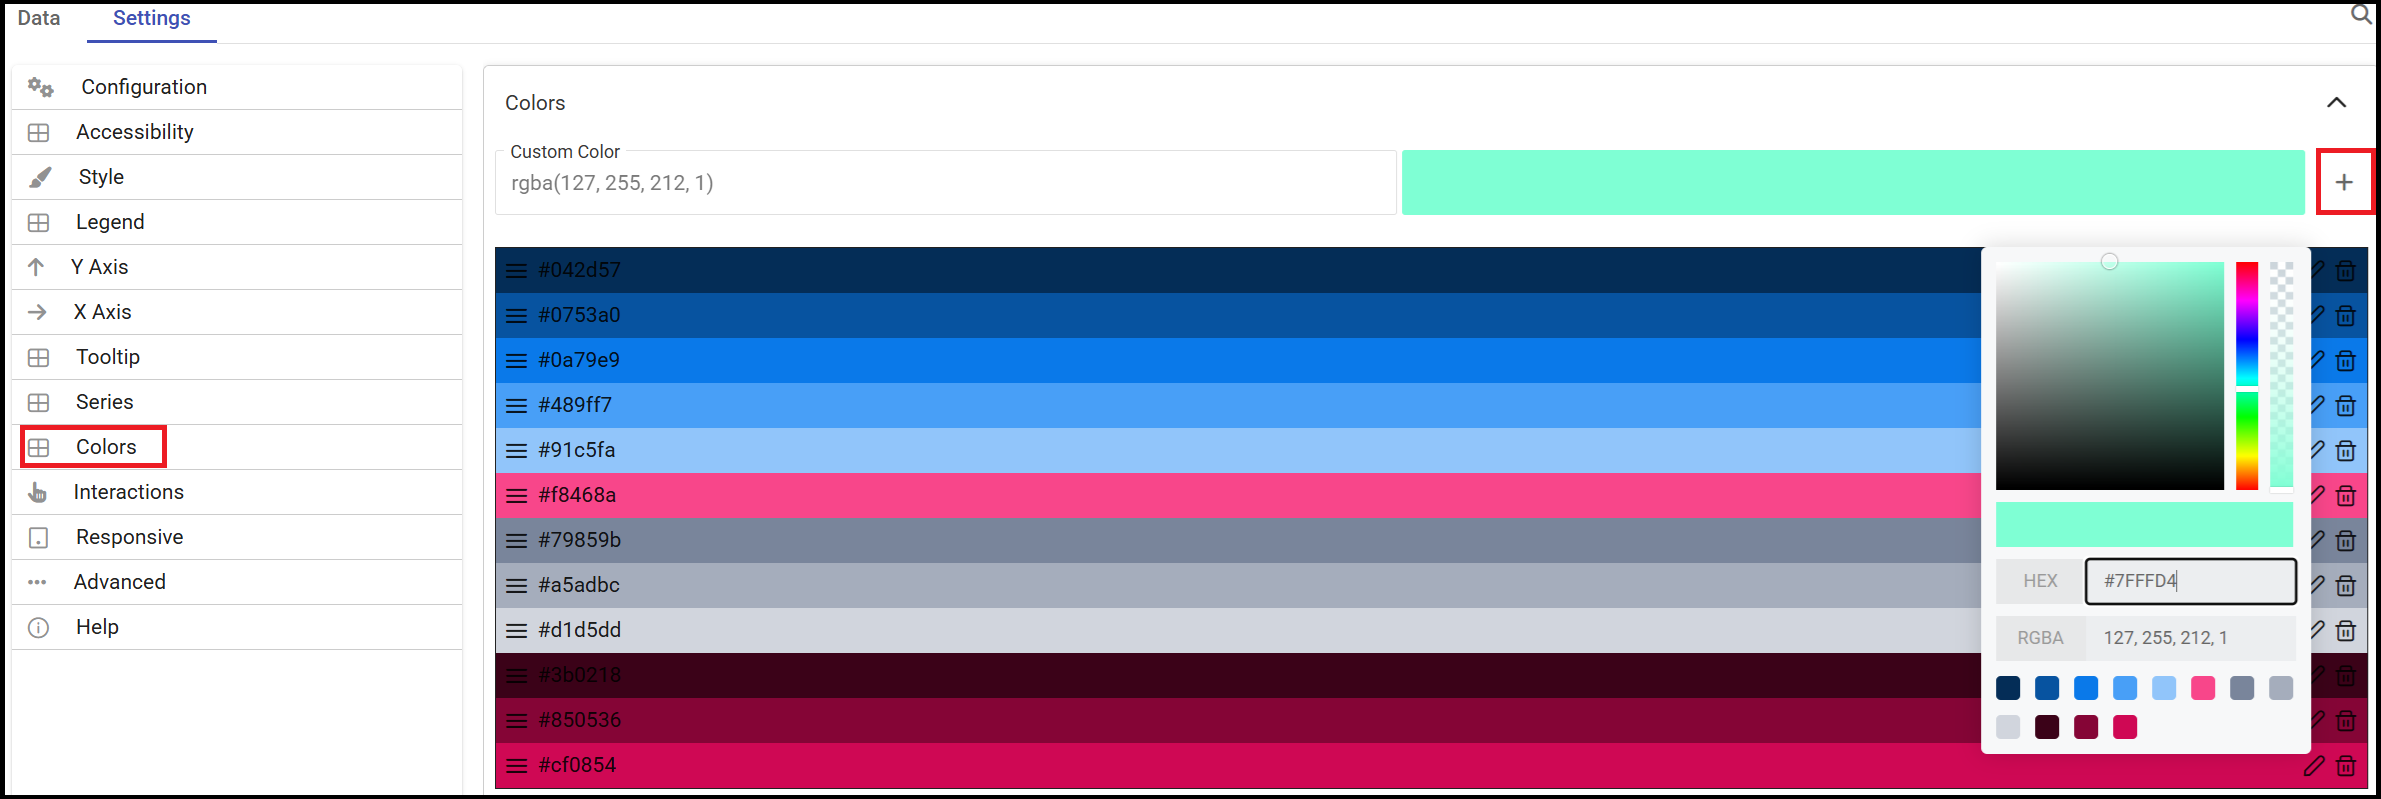 Data Settings
Configuration
Accessibility
Style
Legend
Y Axis
X Axis
Tooltip
Series
Colors
Interactions
Responsive
Advanced
Help
Colors
Custom Color
rgba(127, 255, 212, 1)
#042d57
#0753a0
#0a79e9
#489ff7
#91c5fa
#f8468a
#79859b
#a5adbc
#d1d5dd
#3b0218
#850536
#cf0854
HEX #7FFFD4
RGBA 127, 255, 212, 1